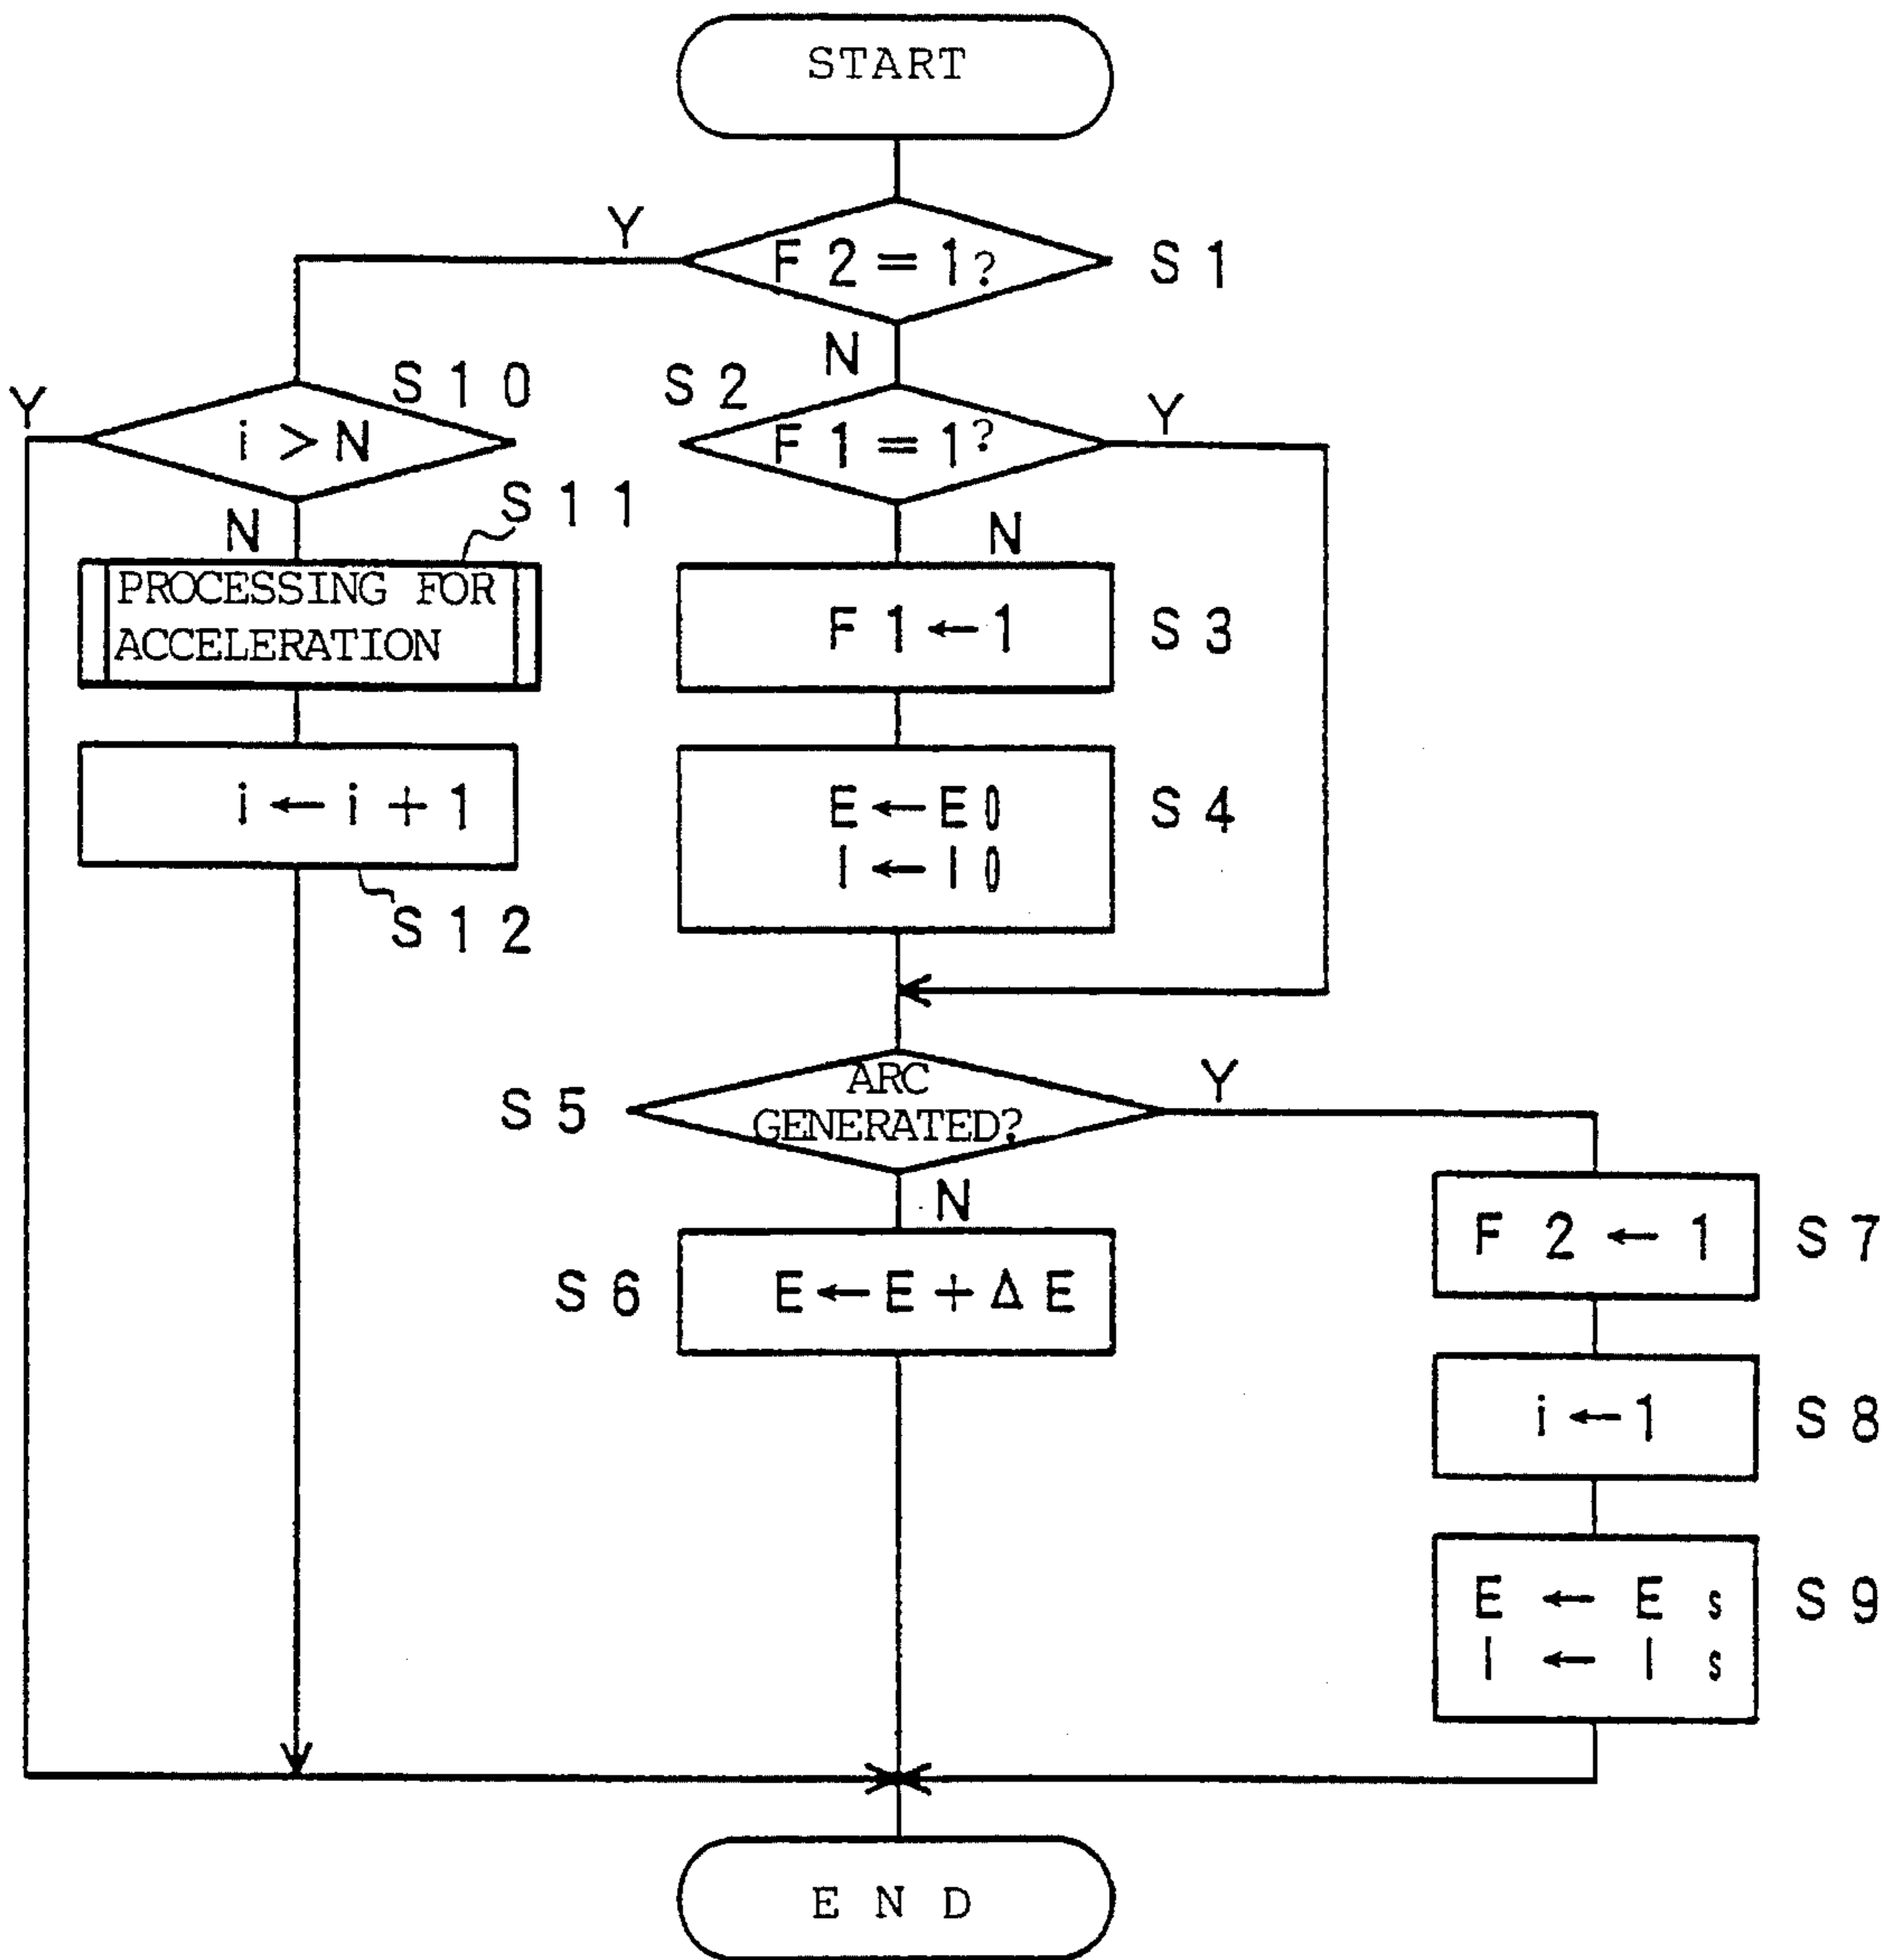 START
Y
F2=1?
S1
N
S10
S2
Y
Y
i>N
F1=1?
S11
N
N
PROCESSING FOR
ACCELERATION
F1←1
S3
i←i+1
E←E0
I←I0
S4
S12
S5
ARC
GENERATED?
Y
N
F2←1
S7
S6
E←E+ΔE
i←1
S8
E←Es
I←Is
S9
END